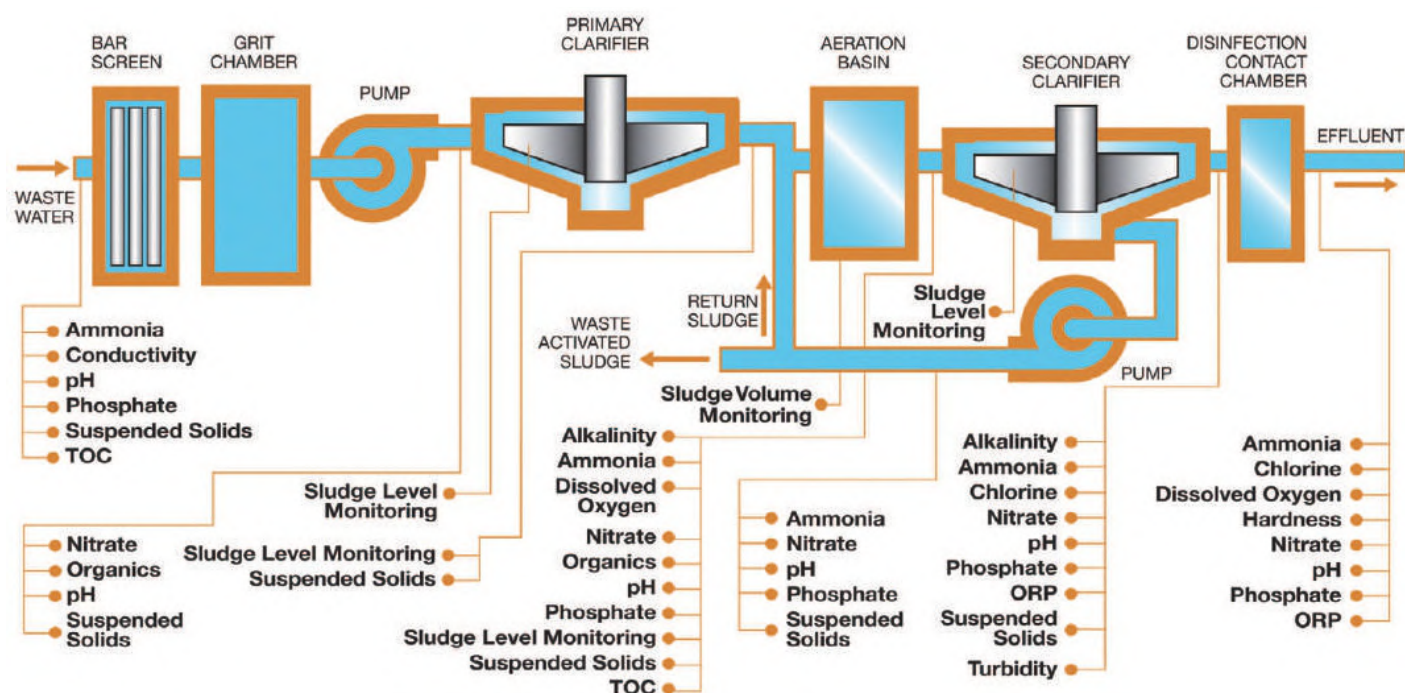 BAR
SCREEN
GRIT
CHAMBER
PUMP
PRIMARY
CLARIFIER
AERATION
BASIN
SECONDARY
CLARIFIER
DISINFECTION
CONTACT
CHAMBER
EFFLUENT
WASTE
WATER
RETURN
SLUDGE
WASTE
ACTIVATED
SLUDGE
Sludge
Level
Monitoring
PUMP
Ammonia
Conductivity
pH
Phosphate
Suspended Solids
TOC
Nitrate
Organics
pH
Suspended
Solids
Sludge Level
Monitoring
Sludge Level Monitoring
Suspended Solids
Sludge Volume
Monitoring
Alkalinity
Ammonia
Dissolved
Oxygen
Nitrate
Organics
pH
Phosphate
Sludge Level Monitoring
Suspended Solids
TOC
Ammonia
Nitrate
pH
Phosphate
Suspended
Solids
Alkalinity
Ammonia
Chlorine
Nitrate
pH
Phosphate
ORP
Suspended
Solids
Turbidity
Ammonia
Chlorine
Dissolved Oxygen
Hardness
Nitrate
pH
Phosphate
ORP